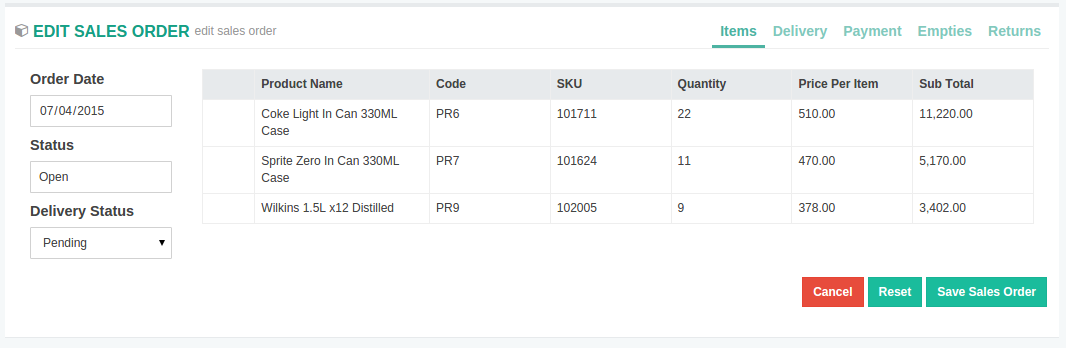 EDIT SALES ORDER edit sales order
Items Delivery Payment Empties Returns
Order Date
07/04/2015
Status
Open
Delivery Status
Pending
Product Name Code SKU Quantity Price Per Item Sub Total
Coke Light In Can 330ML
Case
PR6 101711 22 510.00 11,220.00
Sprite Zero In Can 330ML
Case
PR7 101624 11 470.00 5,170.00
Wilkins 1.5L x12 Distilled PR9 102005 9 378.00 3,402.00
Cancel Reset Save Sales Order